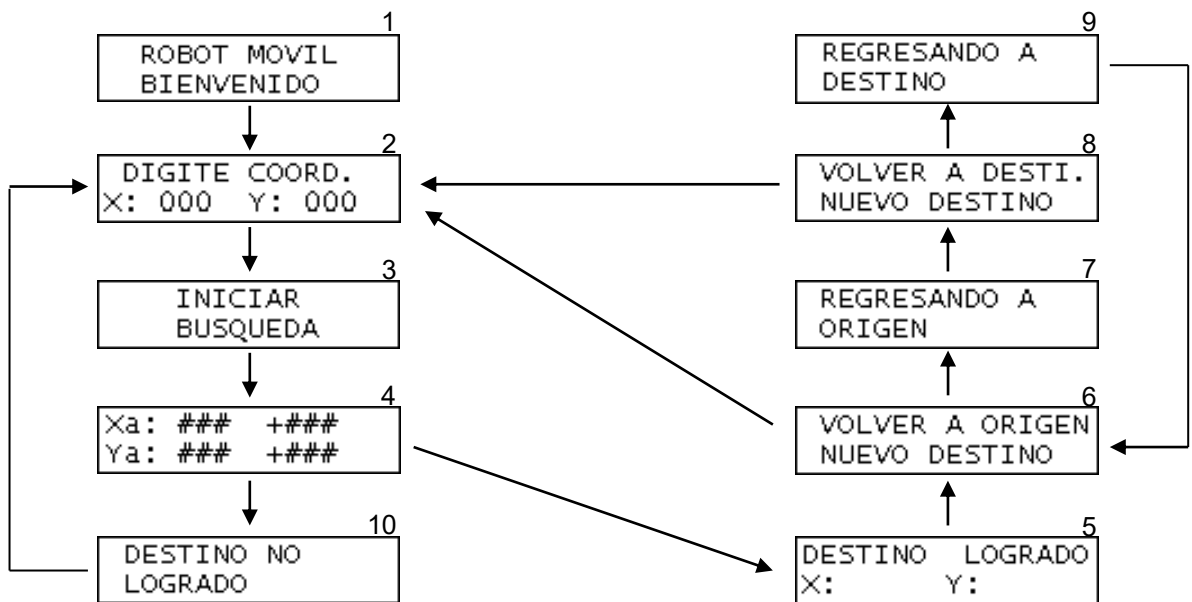 1
ROBOT MOVIL
BIENVENIDO
2
DIGITE COORD.
X: 000 Y: 000
3
INICIAR
BUSQUEDA
4
Xa: ### +###
Ya: ### +###
10
DESTINO NO
LOGRADO
9
REGRESANDO A
DESTINO
8
VOLVER A DESTI.
NUEVO DESTINO
7
REGRESANDO A
ORIGEN
6
VOLVER A ORIGEN
NUEVO DESTINO
5
DESTINO LOGRADO
X: Y: